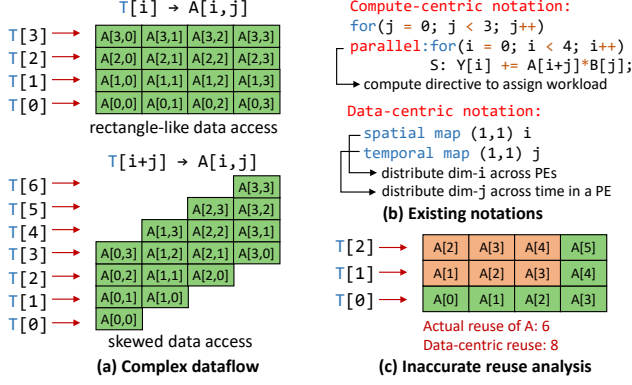 T[i] → A[i,j]
T[3] A[3,0] A[3,1] A[3,2] A[3,3]
T[2] A[2,0] A[2,1] A[2,2] A[2,3]
T[1] A[1,0] A[1,1] A[1,2] A[1,3]
T[0] A[0,0] A[0,1] A[0,2] A[0,3]
rectangle-like data access
T[i+j] → A[i,j]
T[6] A[3,3]
T[5] A[2,3] A[3,2]
T[4] A[1,3] A[2,2] A[3,1]
T[3] A[0,3] A[1,2] A[2,1] A[3,0]
T[2] A[0,2] A[1,1] A[2,0]
T[1] A[0,1] A[1,0]
T[0] A[0,0]
skewed data access
(a) Complex dataflow
Compute-centric notation:
for(j = 0; j < 3; j++)
parallel:for(i = 0; i < 4; i++)
S: Y[i] += A[i+j]*B[j];
compute directive to assign workload
Data-centric notation:
spatial map (1,1) i
temporal map (1,1) j
distribute dim-i across PEs
distribute dim-j across time in a PE
(b) Existing notations
T[2] A[2] A[3] A[4] A[5]
T[1] A[1] A[2] A[3] A[4]
T[0] A[0] A[1] A[2] A[3]
Actual reuse of A: 6
Data-centric reuse: 8
(c) Inaccurate reuse analysis